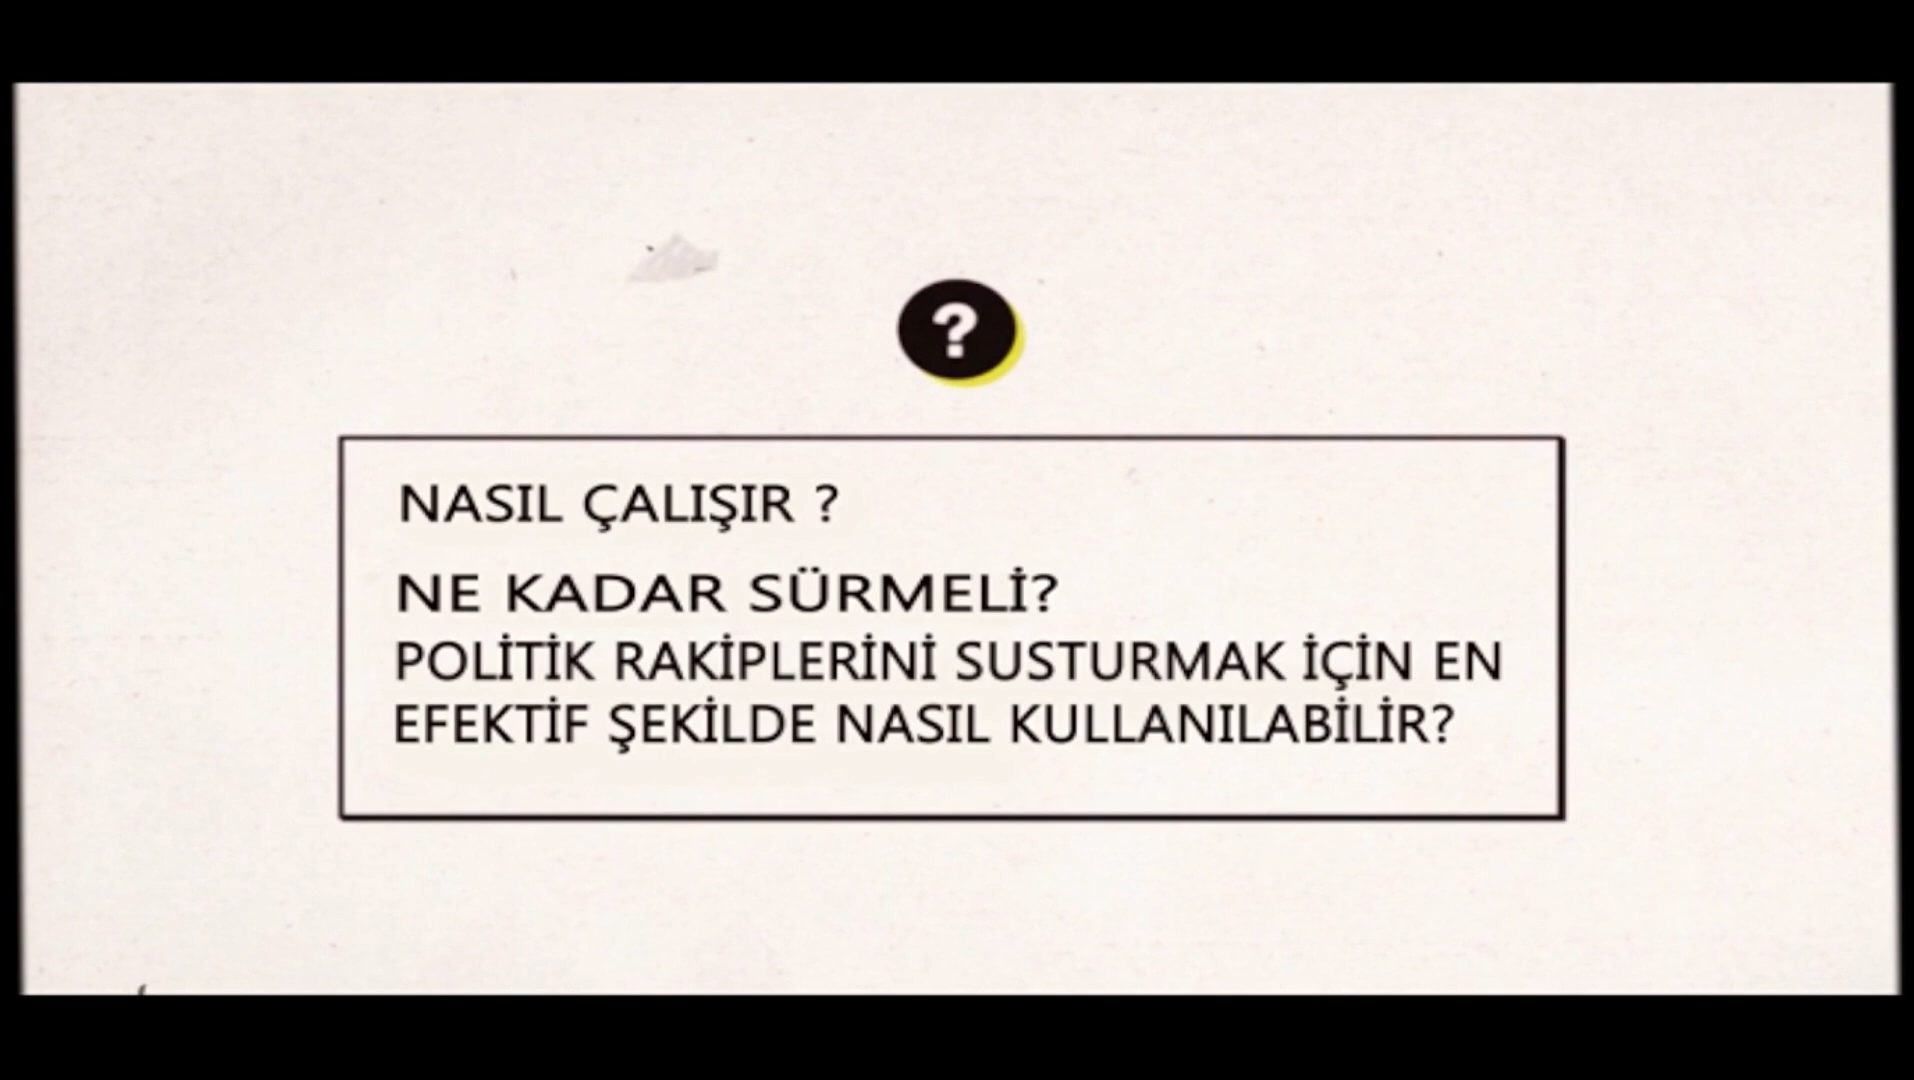 ?
NASIL ÇALIŞIR ?
NE KADAR SÜRMELİ?
POLİTİK RAKİPLERİNİ SUSTURMAK İÇİN EN
EFEKTİF ŞEKİLDE NASIL KULLANILABİLİR?